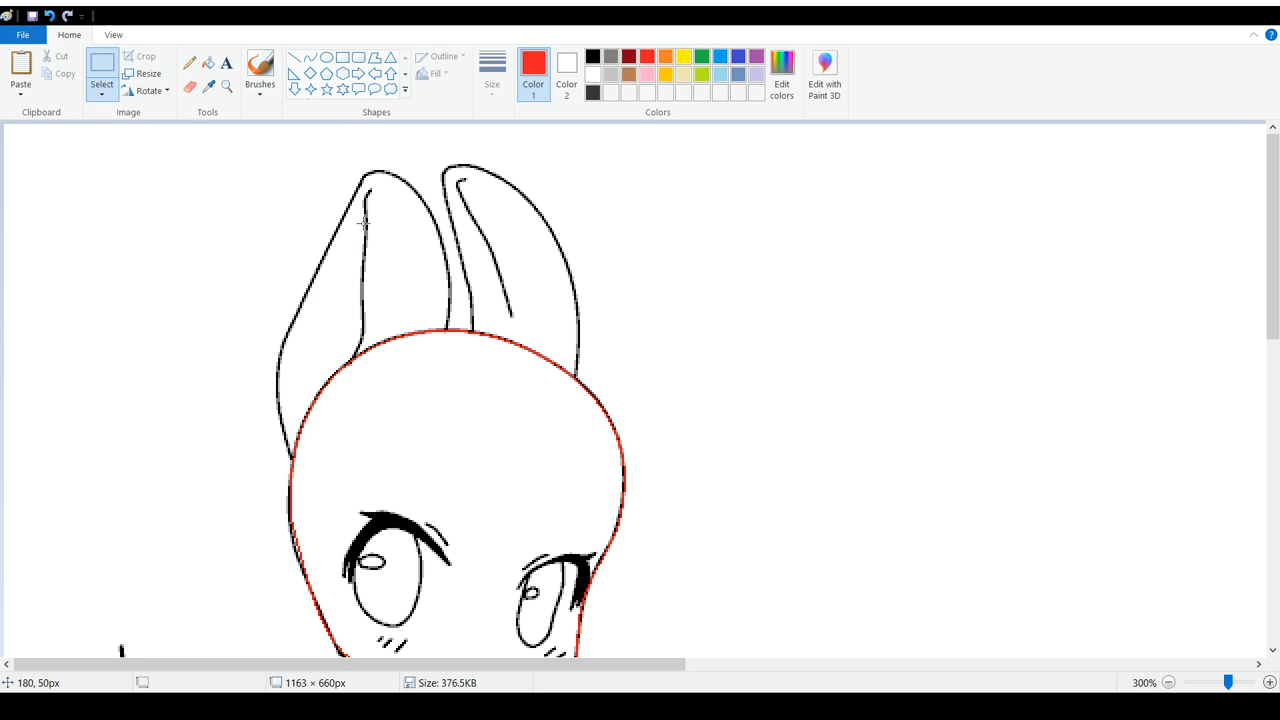 File Home View
Paste Cut Copy Clipboard
Select Crop Resize Rotate Image
Tools
Brushes
Shapes Outline Fill
Size
Color 1 Color 2 Edit colors Colors
Edit with Paint 3D
180, 50px 1163 × 660px Size: 376.5KB 300%